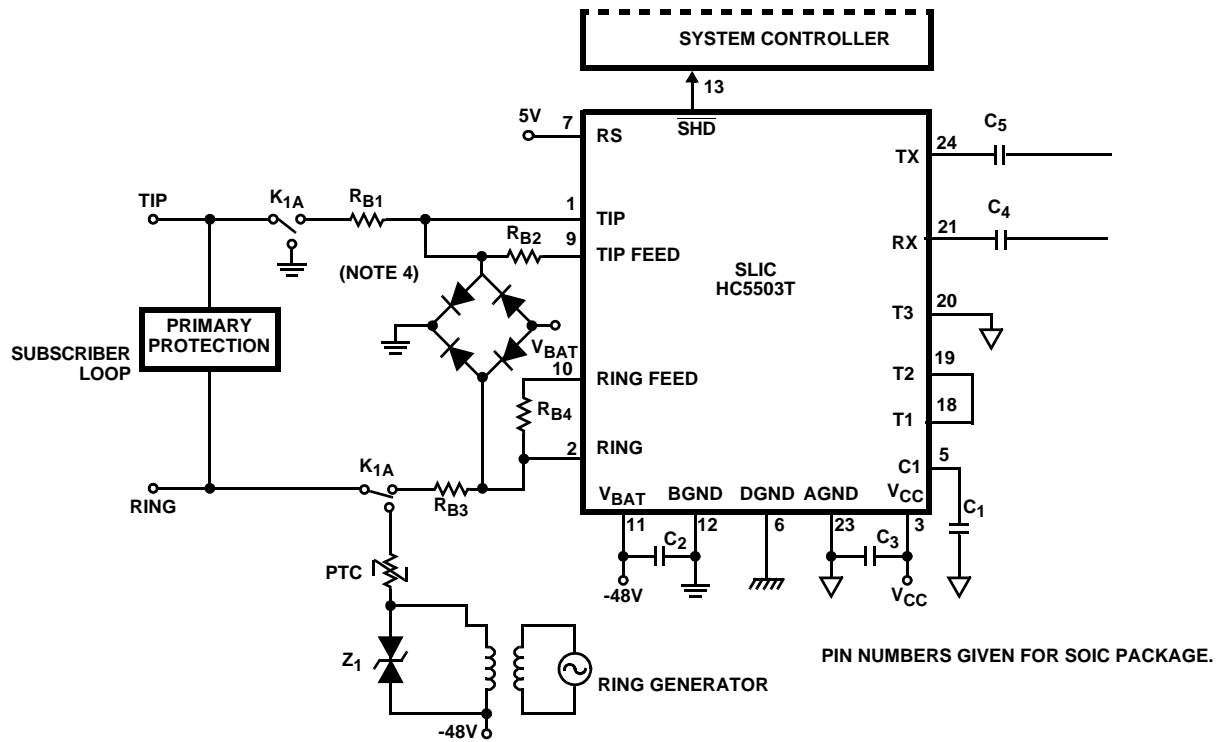 SYSTEM CONTROLLER
13
5V
7
RS
SHD
C5
24
TX
TIP
K1A
RB1
1
TIP
C4
21
RX
RB2
9
TIP FEED
(NOTE 4)
SLIC
HC5503T
20
T3
PRIMARY
PROTECTION
SUBSCRIBER
LOOP
VBAT
10
RING FEED
19
T2
RB4
18
T1
2
RING
5
C1
K1A
RING
RB3
VBAT
BGND
DGND
AGND
VCC
C1
11
12
6
23
3
C2
C3
PTC
-48V
VCC
Z1
PIN NUMBERS GIVEN FOR SOIC PACKAGE.
RING GENERATOR
-48V